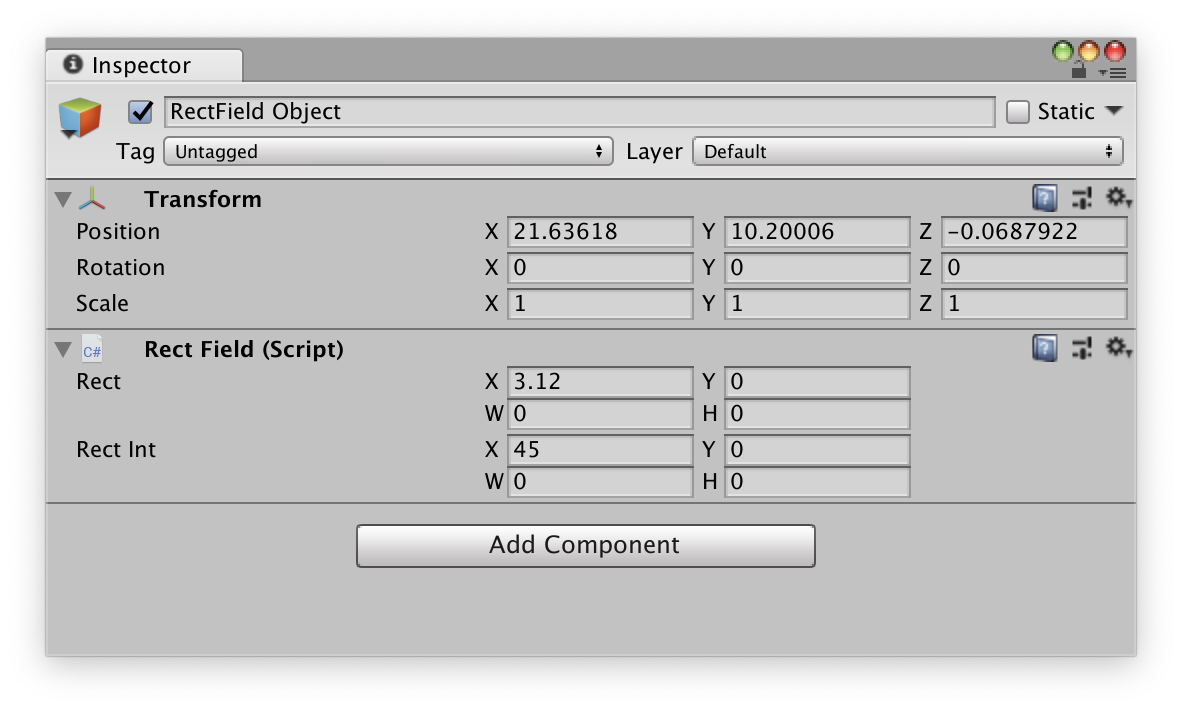 Inspector
RectField Object Static
Tag Untagged Layer Default
Transform
Position X 21.63618 Y 10.20006 Z -0.0687922
Rotation X 0 Y 0 Z 0
Scale X 1 Y 1 Z 1
C# Rect Field (Script)
Rect X 3.12 Y 0
W 0 H 0
Rect Int X 45 Y 0
W 0 H 0
Add Component